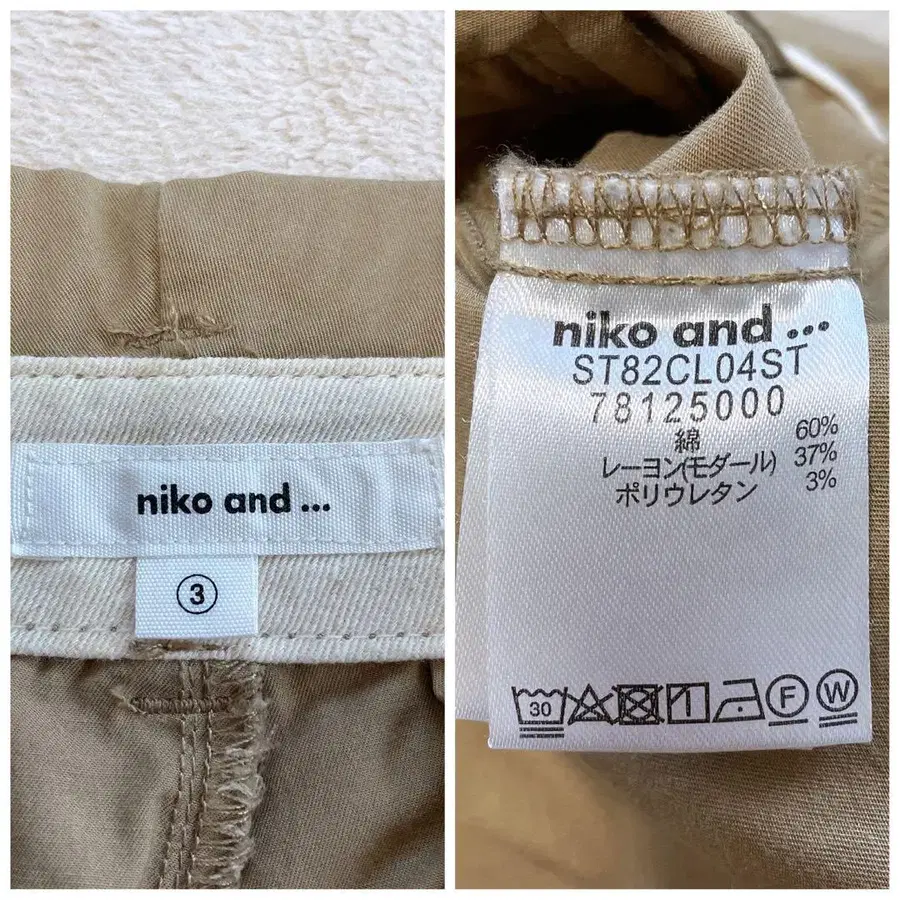 niko and ...
③
niko and ...
ST82CL04ST
78125000
綿 60%
レーヨン(モダール) 37%
ポリウレタン 3%
30 F W